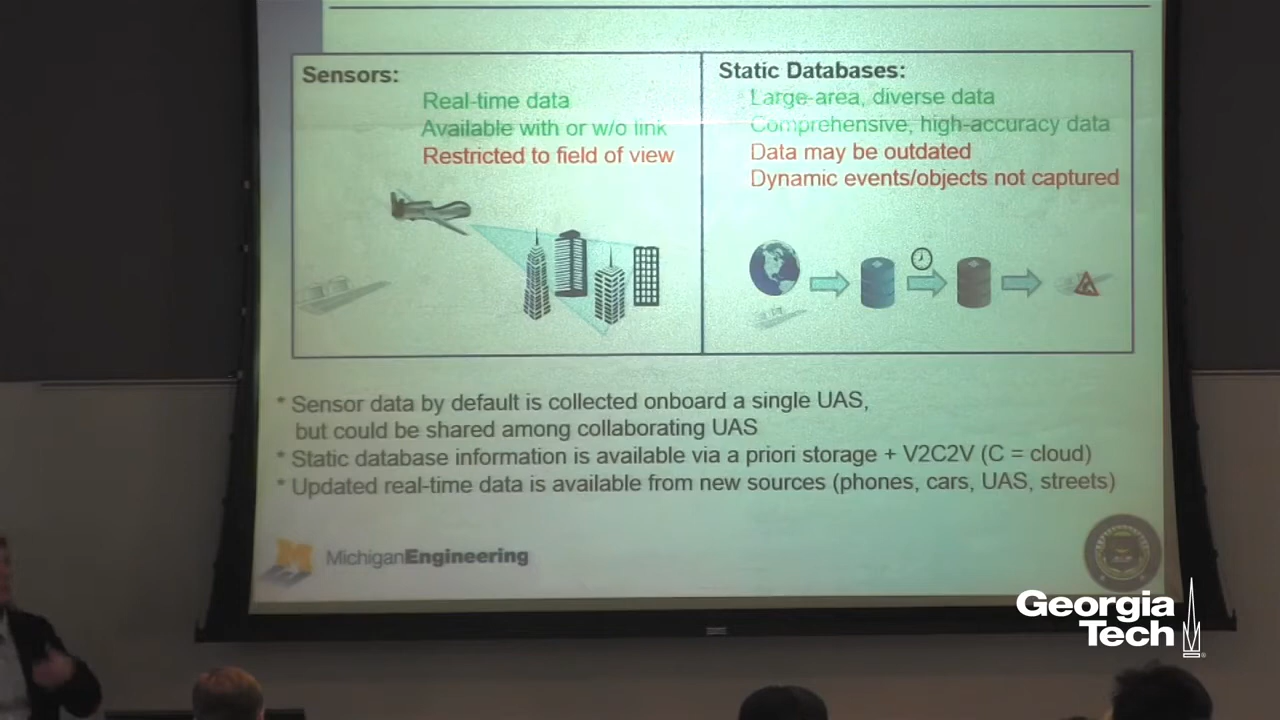 Sensors:
Real-time data
Available with or w/o link
Restricted to field of view
Static Databases:
Large-area, diverse data
Comprehensive, high-accuracy data
Data may be outdated
Dynamic events/objects not captured
* Sensor data by default is collected onboard a single UAS,
but could be shared among collaborating UAS
* Static database information is available via a priori storage + V2C2V (C = cloud)
* Updated real-time data is available from new sources (phones, cars, UAS, streets)
M MichiganEngineering
Georgia
Tech